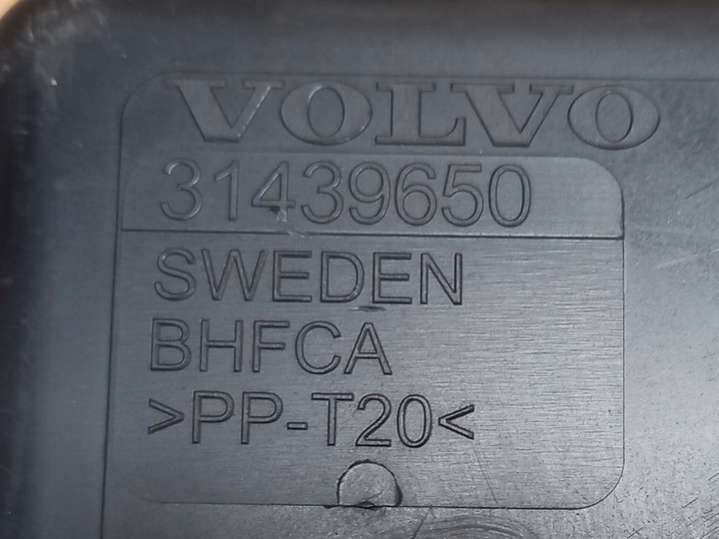 VOLVO
31439650
SWEDEN
BHFCA
>PP-T20<